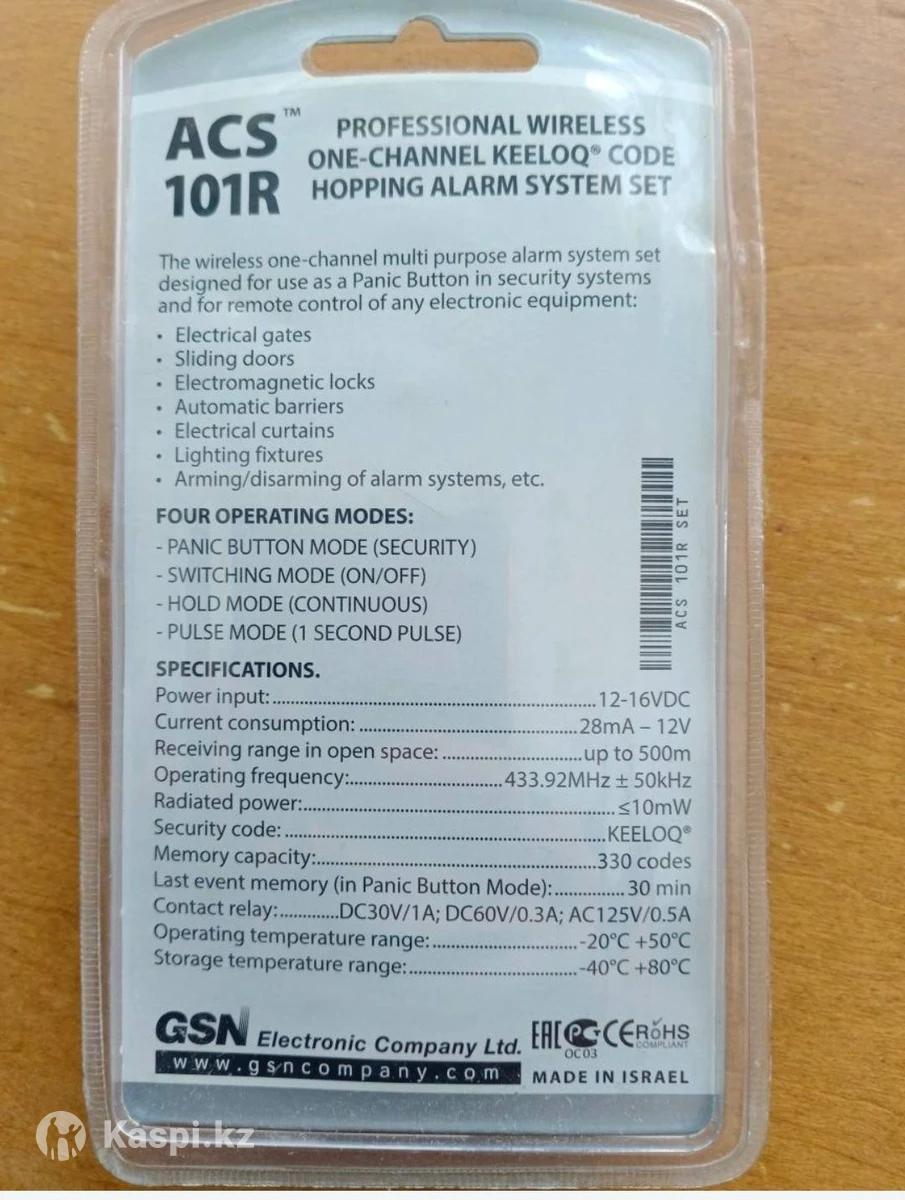 ACS™
101R
PROFESSIONAL WIRELESS
ONE-CHANNEL KEELOQ® CODE
HOPPING ALARM SYSTEM SET
The wireless one-channel multi purpose alarm system set
designed for use as a Panic Button in security systems
and for remote control of any electronic equipment:
• Electrical gates
• Sliding doors
• Electromagnetic locks
• Automatic barriers
• Electrical curtains
• Lighting fixtures
• Arming/disarming of alarm systems, etc.
FOUR OPERATING MODES:
- PANIC BUTTON MODE (SECURITY)
- SWITCHING MODE (ON/OFF)
- HOLD MODE (CONTINUOUS)
- PULSE MODE (1 SECOND PULSE)
ACS 101R SET
SPECIFICATIONS.
Power input:..........12-16VDC
Current consumption:..........28mA – 12V
Receiving range in open space:..........up to 500m
Operating frequency:..........433.92MHz ± 50kHz
Radiated power:..........≤10mW
Security code:..........KEELOQ®
Memory capacity:..........330 codes
Last event memory (in Panic Button Mode):..........30 min
Contact relay:..........DC30V/1A; DC60V/0.3A; AC125V/0.5A
Operating temperature range:..........-20°C +50°C
Storage temperature range:..........-40°C +80°C
GSN Electronic Company Ltd.
www.gsncompany.com
EAC PC CE RoHS
COMPLIANT
OC03
MADE IN ISRAEL
Kaspi.kz